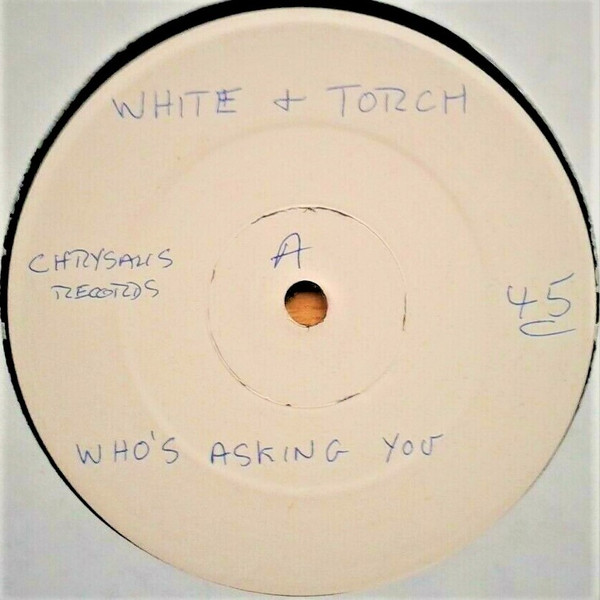 WHITE & TORCH
A
CHRYSALIS
RECORDS
45
WHO'S ASKING YOU